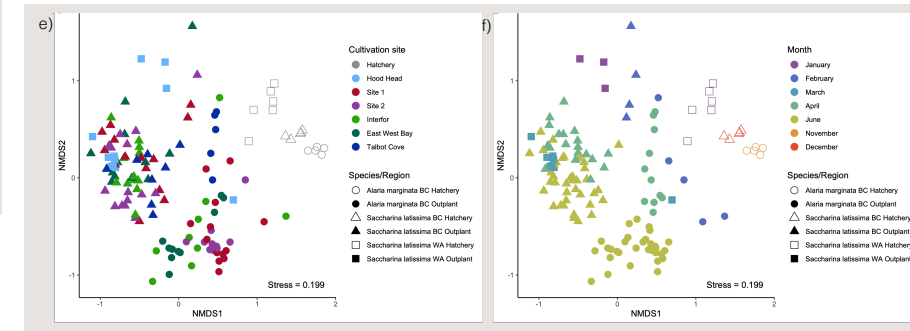 e)
NMDS2
1
0
-1
-1
0
1
2
NMDS1
Stress = 0.199
Cultivation site
Hatchery
Hood Head
Site 1
Site 2
Interfor
East West Bay
Talbot Cove
Species/Region
Alaria marginata BC Hatchery
Alaria marginata BC Outplant
Saccharina latissima BC Hatchery
Saccharina latissima BC Outplant
Saccharina latissima WA Hatchery
Saccharina latissima WA Outplant
f)
NMDS2
1
0
-1
-1
0
1
2
NMDS1
Stress = 0.199
Month
January
February
March
April
June
November
December
Species/Region
Alaria marginata BC Hatchery
Alaria marginata BC Outplant
Saccharina latissima BC Hatchery
Saccharina latissima BC Outplant
Saccharina latissima WA Hatchery
Saccharina latissima WA Outplant